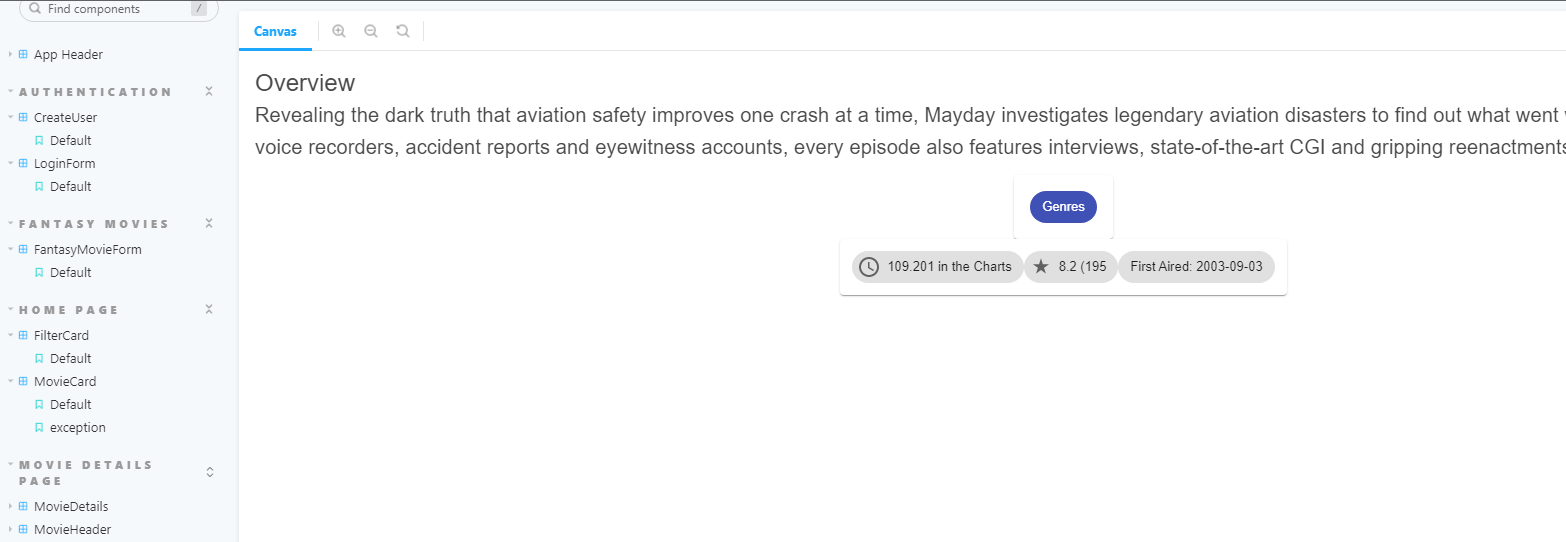 Find components
/
App Header
AUTHENTICATION
CreateUser
Default
LoginForm
Default
FANTASY MOVIES
FantasyMovieForm
Default
HOME PAGE
FilterCard
Default
MovieCard
Default
exception
MOVIE DETAILS
PAGE
MovieDetails
MovieHeader
Canvas
Overview
Revealing the dark truth that aviation safety improves one crash at a time, Mayday investigates legendary aviation disasters to find out what went
voice recorders, accident reports and eyewitness accounts, every episode also features interviews, state-of-the-art CGI and gripping reenactments
Genres
109.201 in the Charts
8.2 (195
First Aired: 2003-09-03